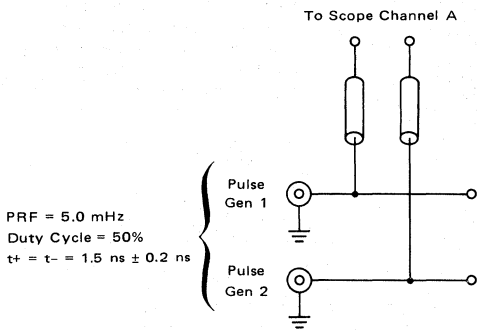 To Scope Channel A
Pulse
Gen 1
PRF = 5.0 mHz
Duty Cycle = 50%
t+ = t– = 1.5 ns ± 0.2 ns
Pulse
Gen 2